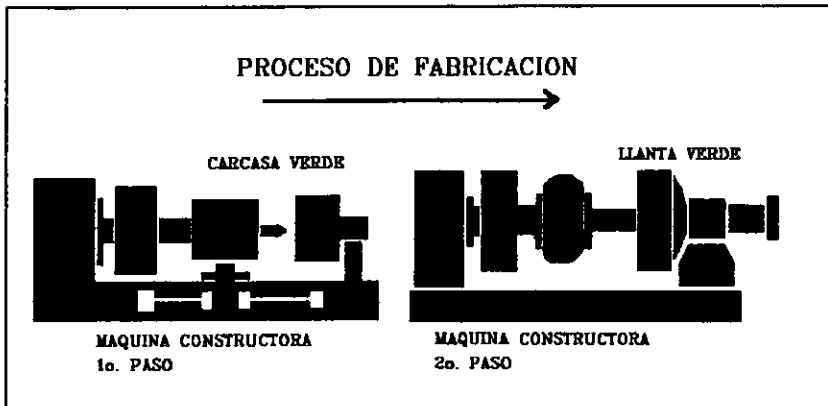 PROCESO DE FABRICACION
CARCASA VERDE
LLANTA VERDE
MAQUINA CONSTRUCTORA
1o. PASO
MAQUINA CONSTRUCTORA
2o. PASO